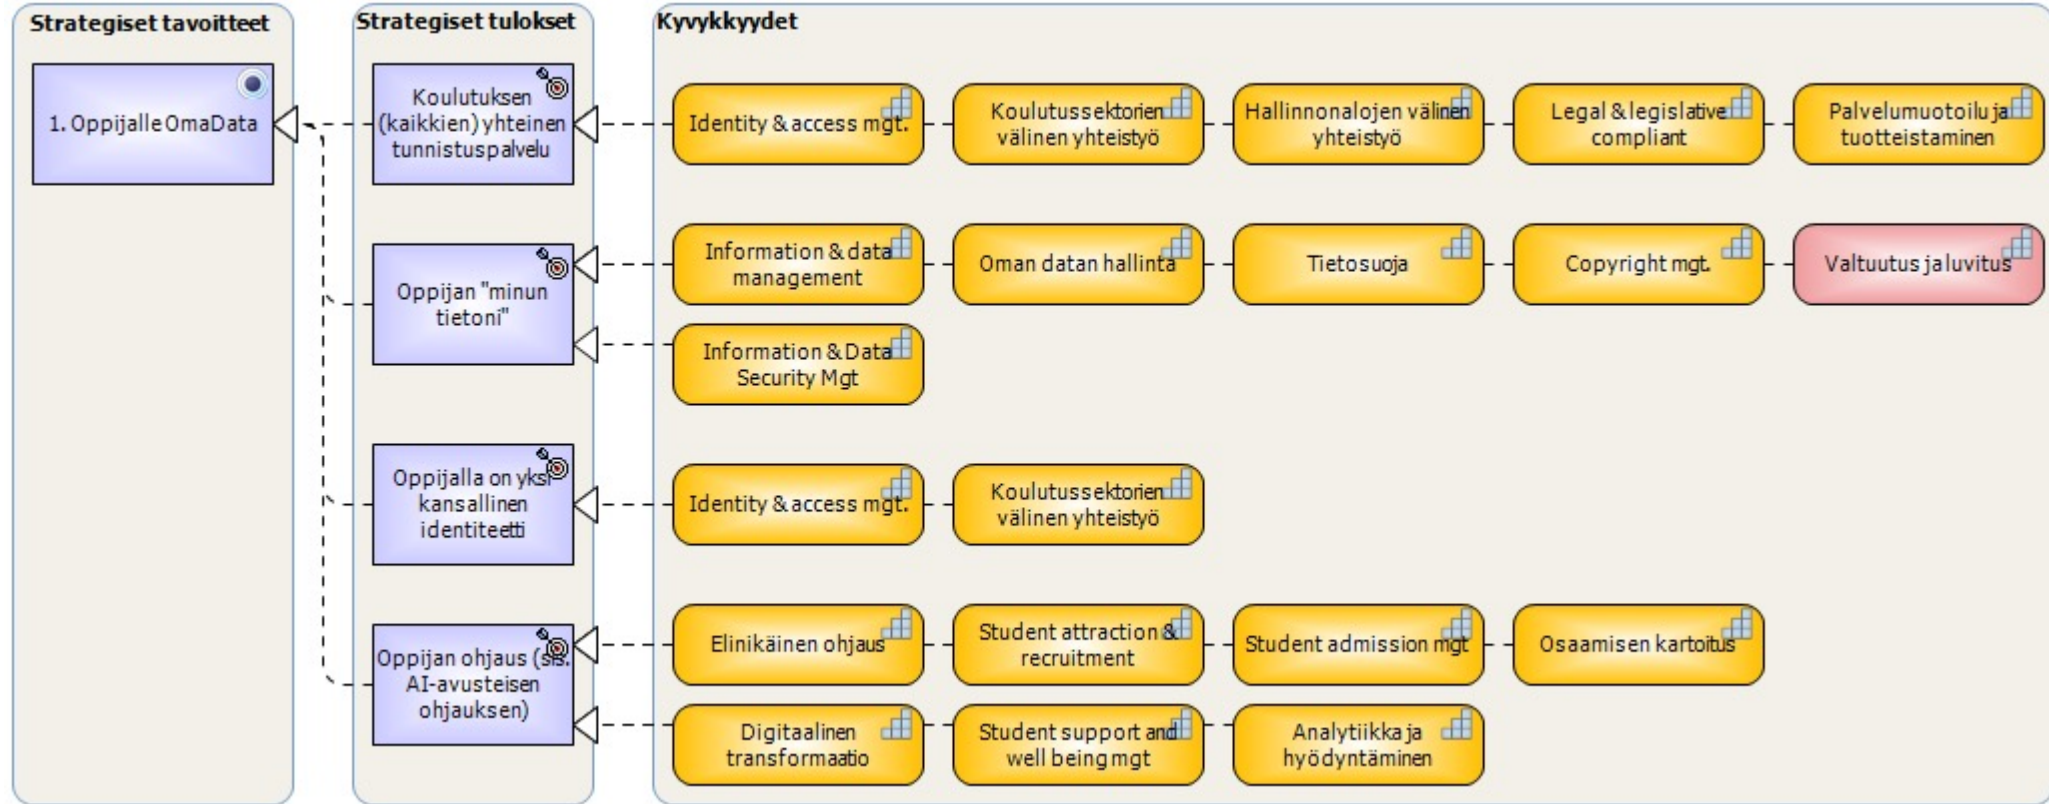 Strategiset tavoitteet
Strategiset tulokset
Kyvykkyydet
1. Oppijalle OmaData
Koulutuksen
(kaikkien) yhteinen
tunnistuspalvelu
Identity & access mgt.
Koulutussektorien
välinen yhteistyö
Hallinnonalojen välinen
yhteistyö
Legal & legislative
compliant
Palvelumuotoilu ja
tuotteistaminen
Oppijan "minun
tietoni"
Information & data
management
Oman datan hallinta
Tietosuoja
Copyright mgt.
Valtuutus ja luvitus
Information & Data
Security Mgt
Oppijalla on yksi
kansallinen
identiteetti
Identity & access mgt.
Koulutussektorien
välinen yhteistyö
Oppijan ohjaus (sis.
AI-avusteisen
ohjauksen)
Elinikäinen ohjaus
Student attraction &
recruitment
Student admission mgt
Osaamisen kartoitus
Digitaalinen
transformaatio
Student support and
well being mgt
Analytiikka ja
hyödyntäminen